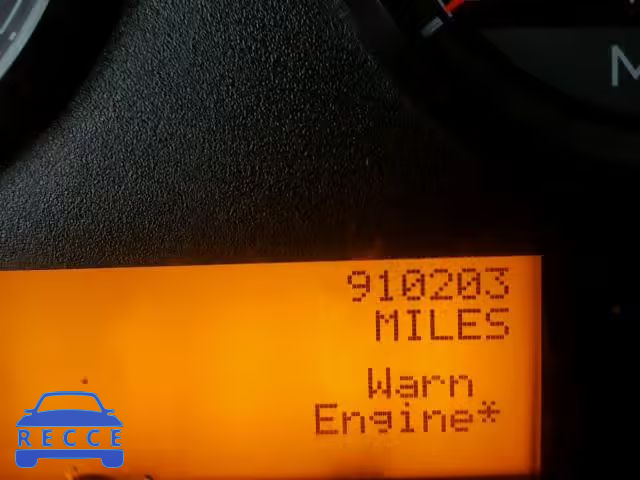 M
910203
MILES
Warn
Engine*
RECCE